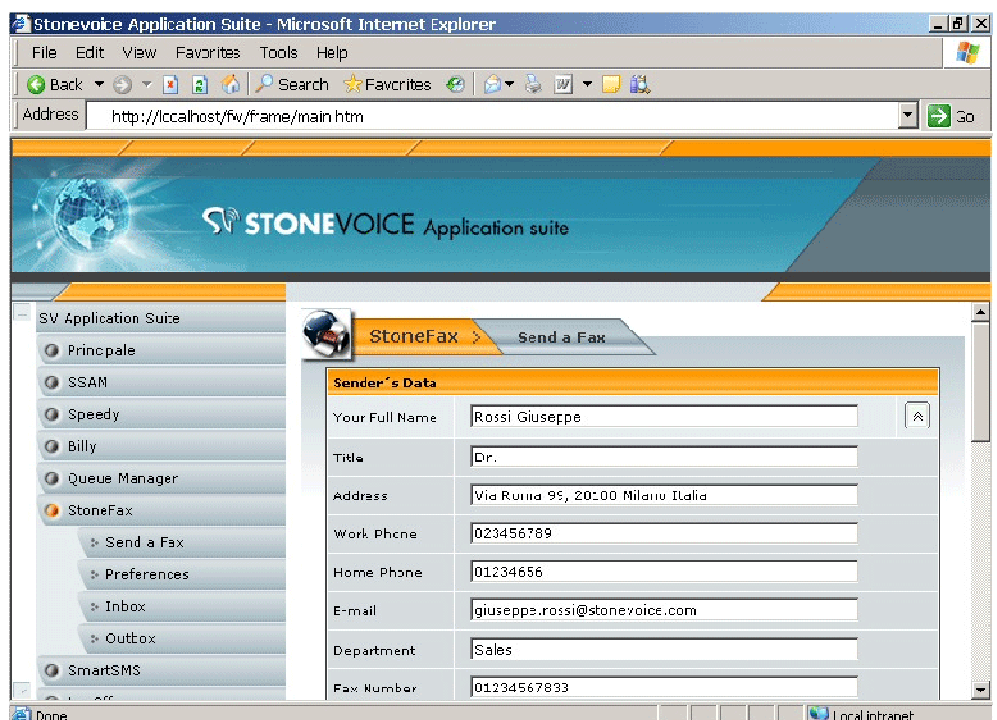 Stonevoice Application Suite - Microsoft Internet Explorer
File Edit View Favorites Tools Help
Back Search Favorites
Address http://localhost/fw/frame/main.htm Go
STONEVOICE Application suite
SV Application Suite
Principale
SSAM
Speedy
Billy
Queue Manager
StoneFax
Send a Fax
Preferences
Inbox
Outbox
SmartSMS
StoneFax > Send a Fax
Sender´s Data
Your Full Name Rossi Giuseppe
Title Dr.
Address Via Roma 99, 20100 Milano Italia
Work Phone 023456789
Home Phone 01234656
E-mail giuseppe.rossi@stonevoice.com
Department Sales
Fax Number 01234567833
Done Local intranet